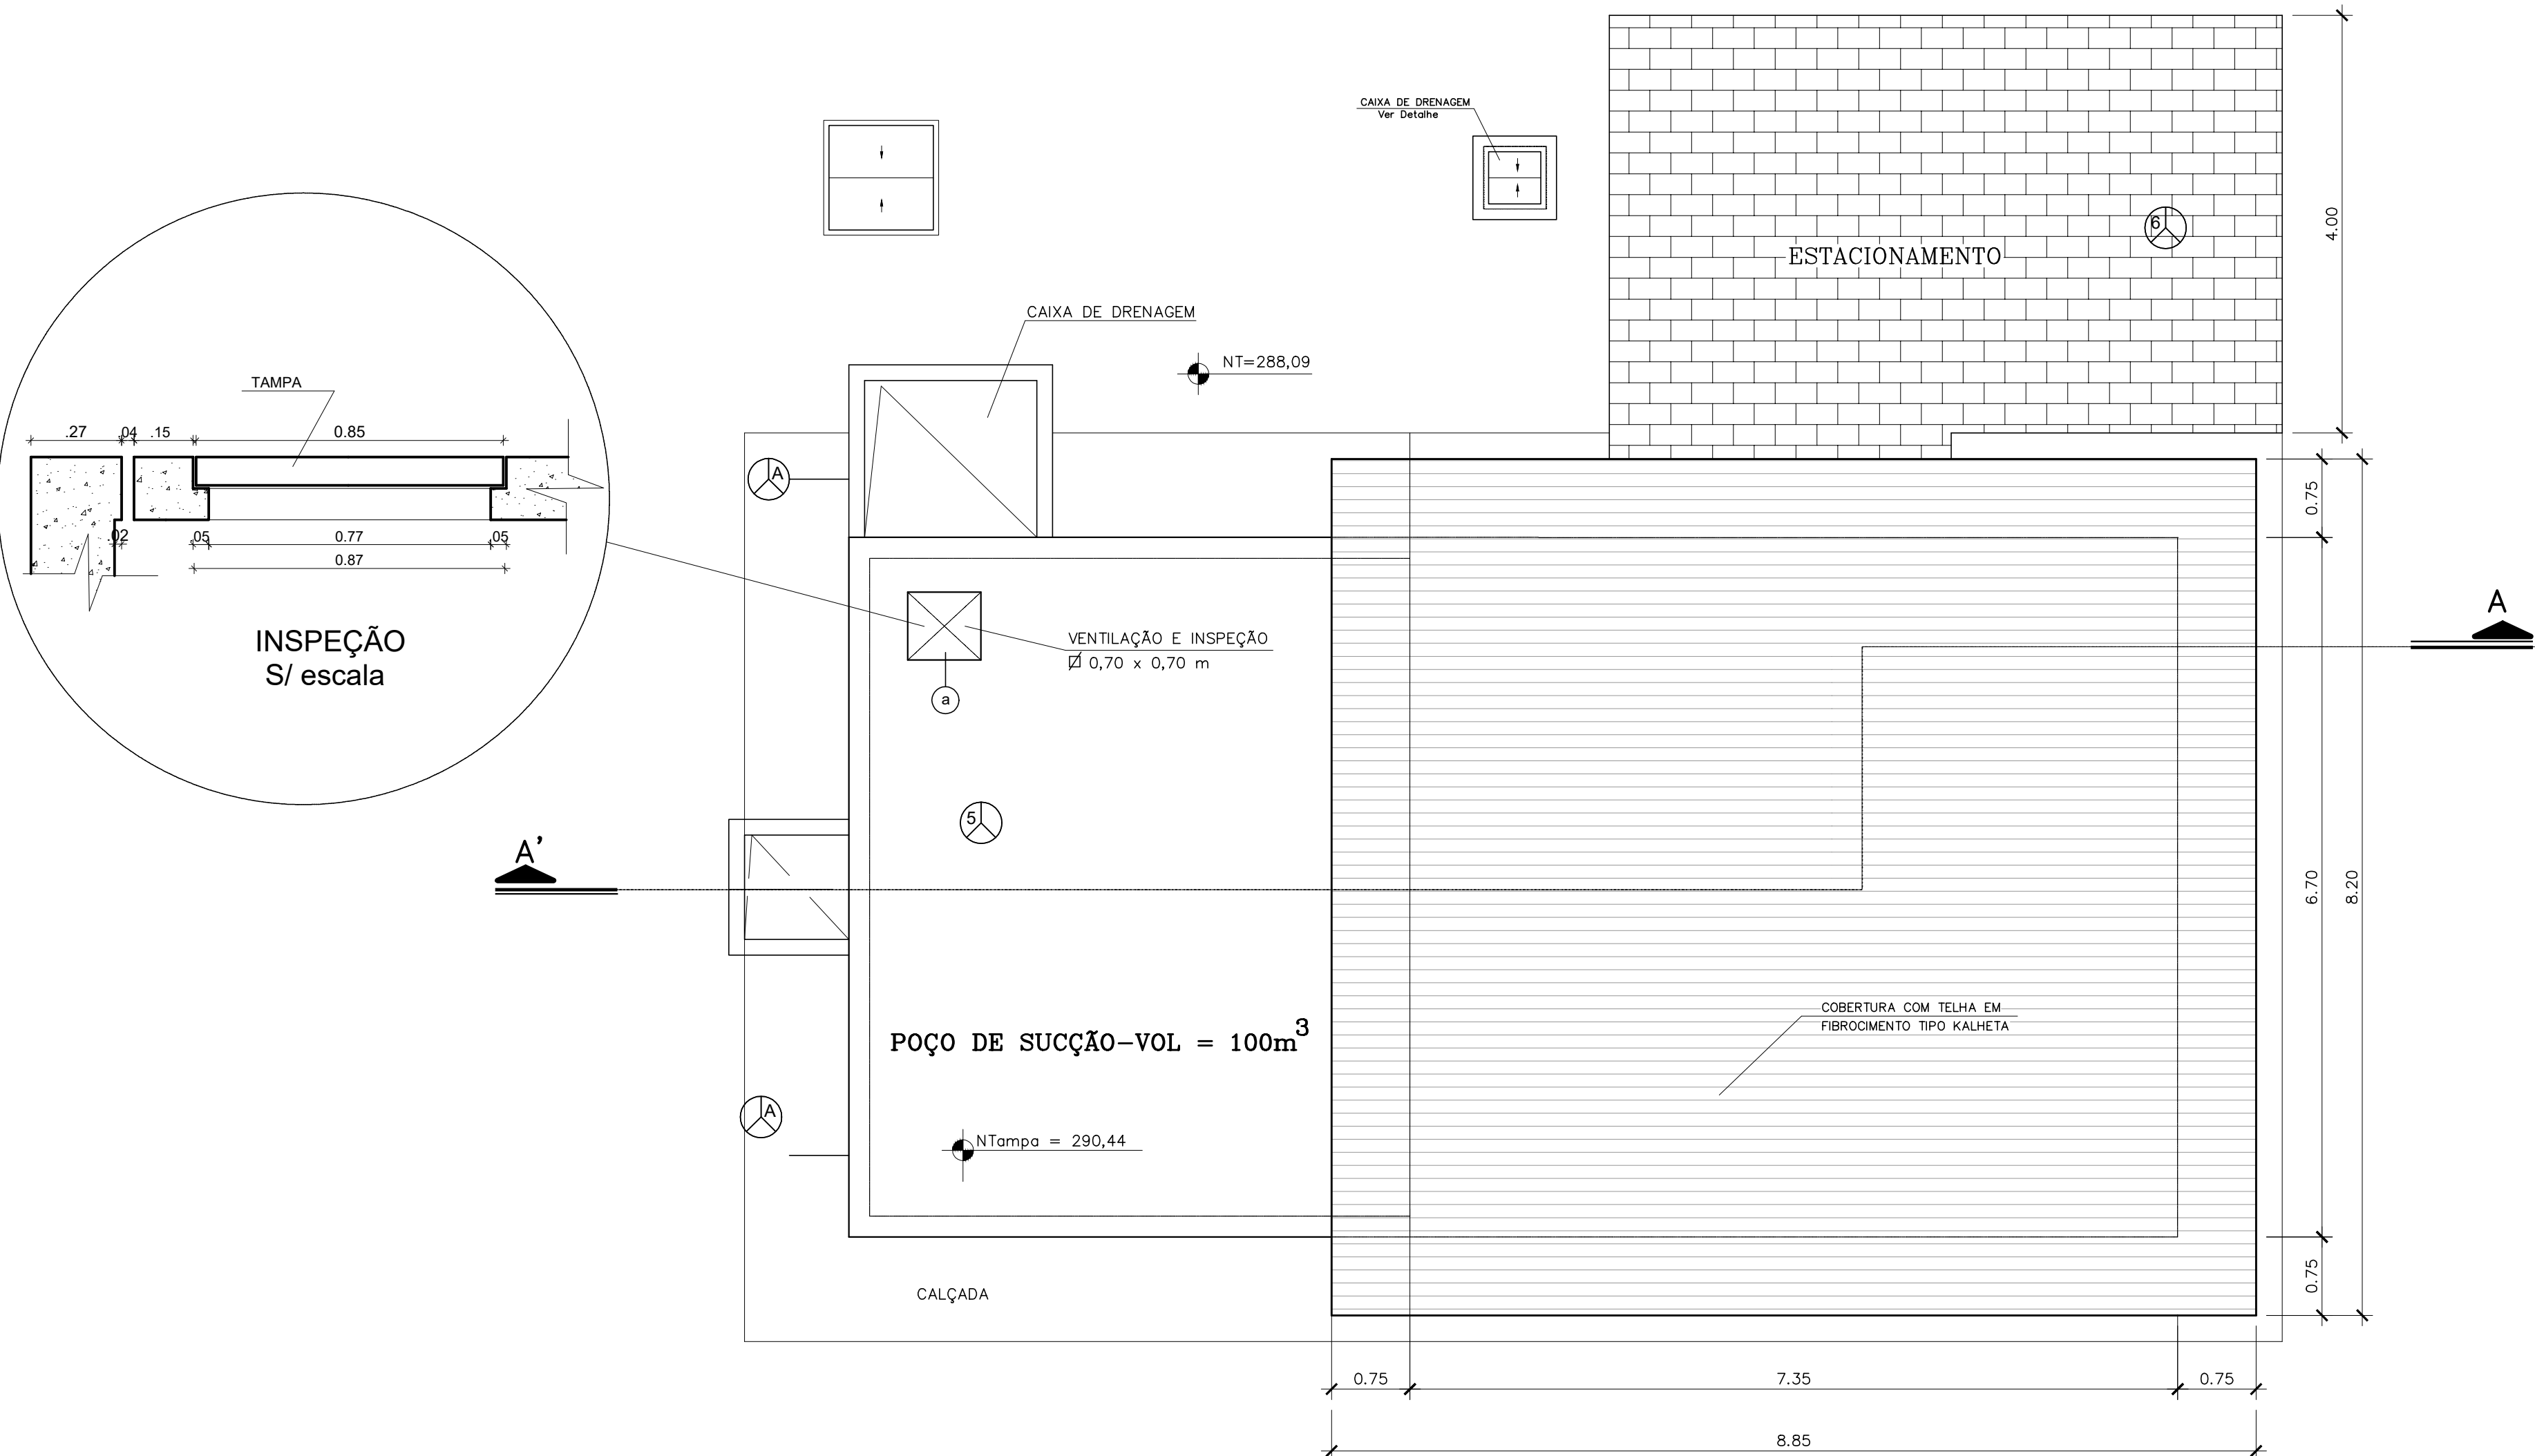 CAIXA DE DRENAGEM
Ver Detalhe
4.00
6
ESTACIONAMENTO
CAIXA DE DRENAGEM
NT=288,09
TAMPA
.27
.04
.15
0.85
.02
.05
0.77
.05
0.87
INSPEÇÃO
S/ escala
A
0.75
A
VENTILAÇÃO E INSPEÇÃO
0,70 x 0,70 m
a
5
A'
6.70
8.20
COBERTURA COM TELHA EM
FIBROCIMENTO TIPO KALHETA
POÇO DE SUCÇÃO-VOL = 100m³
A
NTampa = 290,44
0.75
CALÇADA
0.75
7.35
0.75
8.85